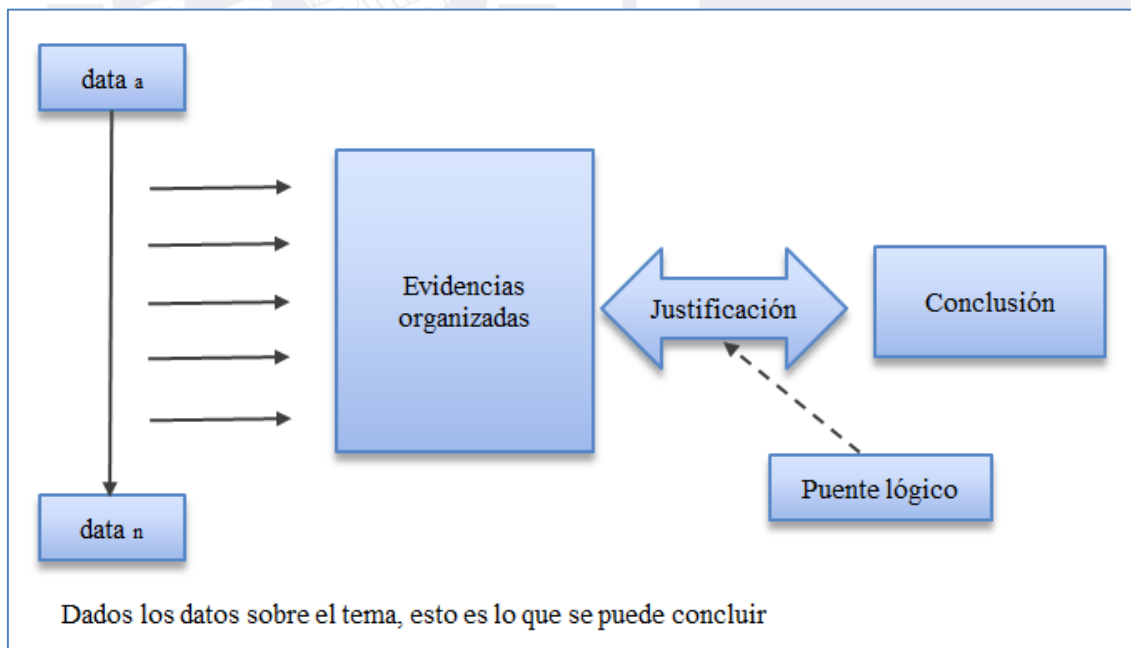 data a
Evidencias
organizadas
Justificación
Conclusión
Puente lógico
data n
Dados los datos sobre el tema, esto es lo que se puede concluir